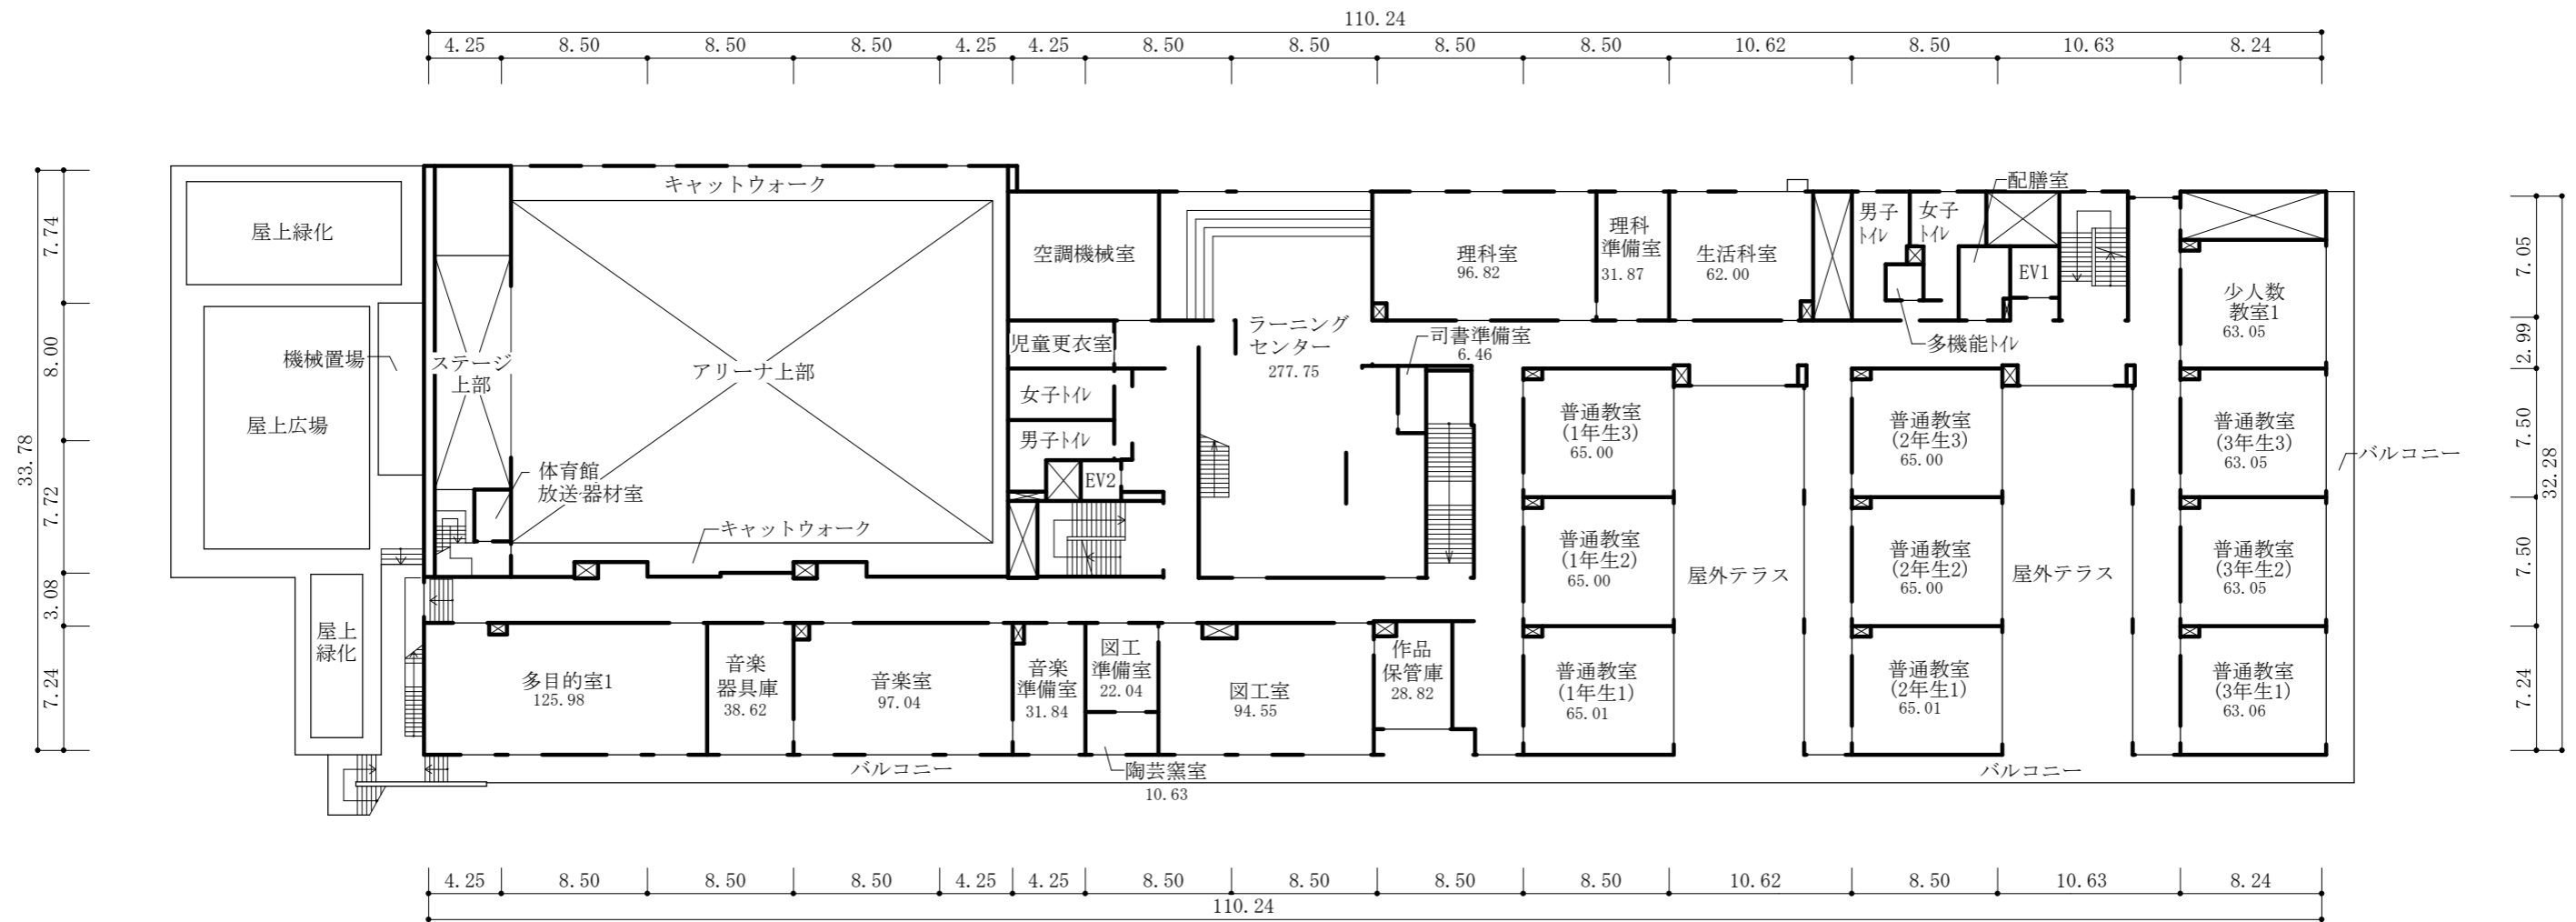 110.24
4.25 8.50 8.50 8.50 4.25 4.25 8.50 8.50 8.50 8.50 10.62 8.50 10.63 8.24
33.78
7.74
8.00
7.72
3.08
7.24
屋上緑化
機械置場
屋上広場
屋上
緑化
キャットウォーク
ステージ
上部
アリーナ上部
体育館
放送・器材室
キャットウォーク
空調機械室
児童更衣室
女子トイレ
男子トイレ
EV2
ラーニング
センター
277.75
司書準備室
6.46
理科室
96.82
理科
準備室
31.87
生活科室
62.00
男子
トイレ
女子
トイレ
配膳室
EV1
多機能トイレ
少人数
教室1
63.05
普通教室
(1年生3)
65.00
普通教室
(2年生3)
65.00
普通教室
(3年生3)
63.05
バルコニー
普通教室
(1年生2)
65.00
屋外テラス
普通教室
(2年生2)
65.00
屋外テラス
普通教室
(3年生2)
63.05
多目的室1
125.98
音楽
器具庫
38.62
音楽室
97.04
音楽
準備室
31.84
図工
準備室
22.04
図工室
94.55
作品
保管庫
28.82
普通教室
(1年生1)
65.01
普通教室
(2年生1)
65.01
普通教室
(3年生1)
63.06
バルコニー
陶芸窯室
10.63
バルコニー
7.05
2.99
7.50
7.50
7.24
32.28
4.25 8.50 8.50 8.50 4.25 4.25 8.50 8.50 8.50 8.50 10.62 8.50 10.63 8.24
110.24